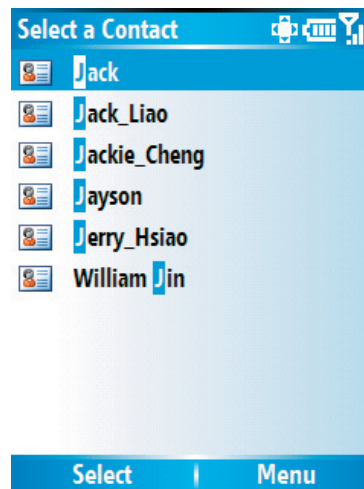 Select a Contact
Jack
Jack_Liao
Jackie_Cheng
Jayson
Jerry_Hsiao
William Jin
Select Menu